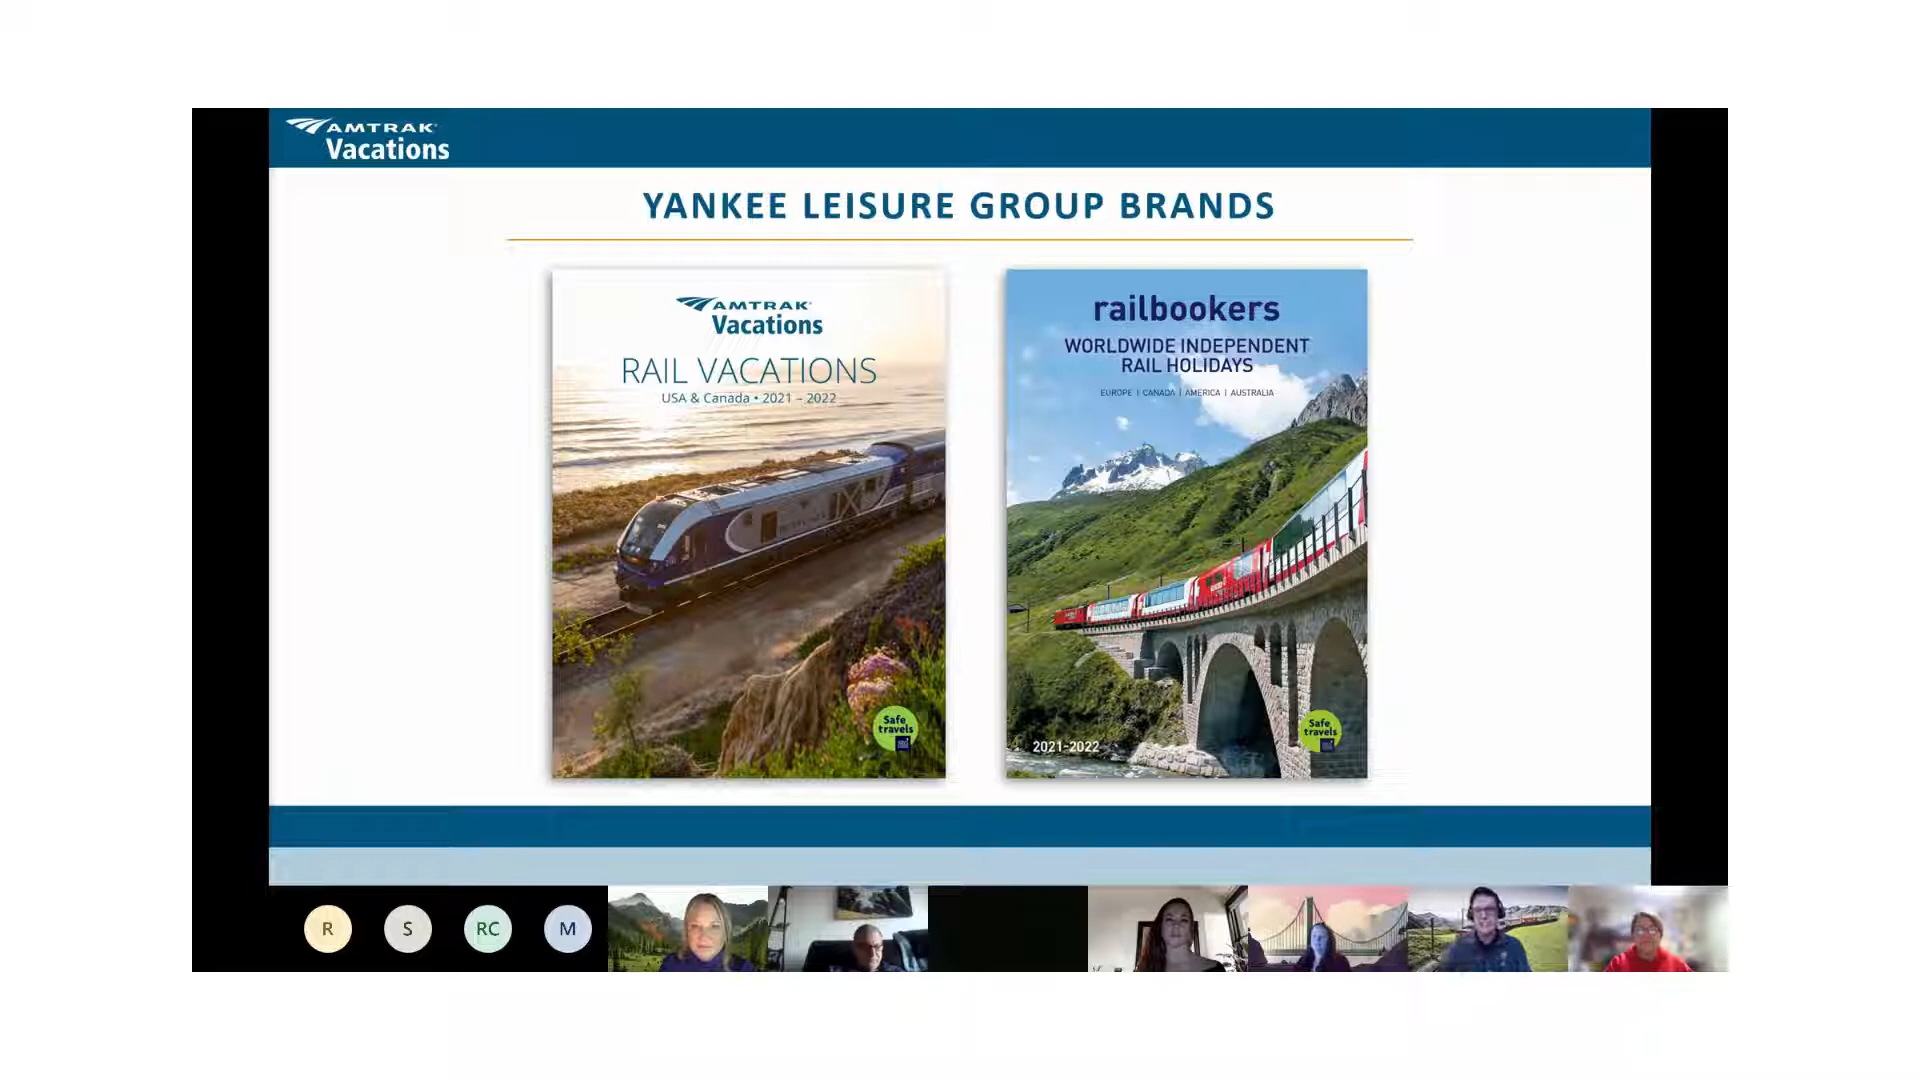 AMTRAK
Vacations
YANKEE LEISURE GROUP BRANDS
AMTRAK
Vacations
RAIL VACATIONS
USA & Canada • 2021 – 2022
Safe
travels
railbookers
WORLDWIDE INDEPENDENT
RAIL HOLIDAYS
EUROPE | CANADA | AMERICA | AUSTRALIA
2021-2022
Safe
travels
R
S
RC
M